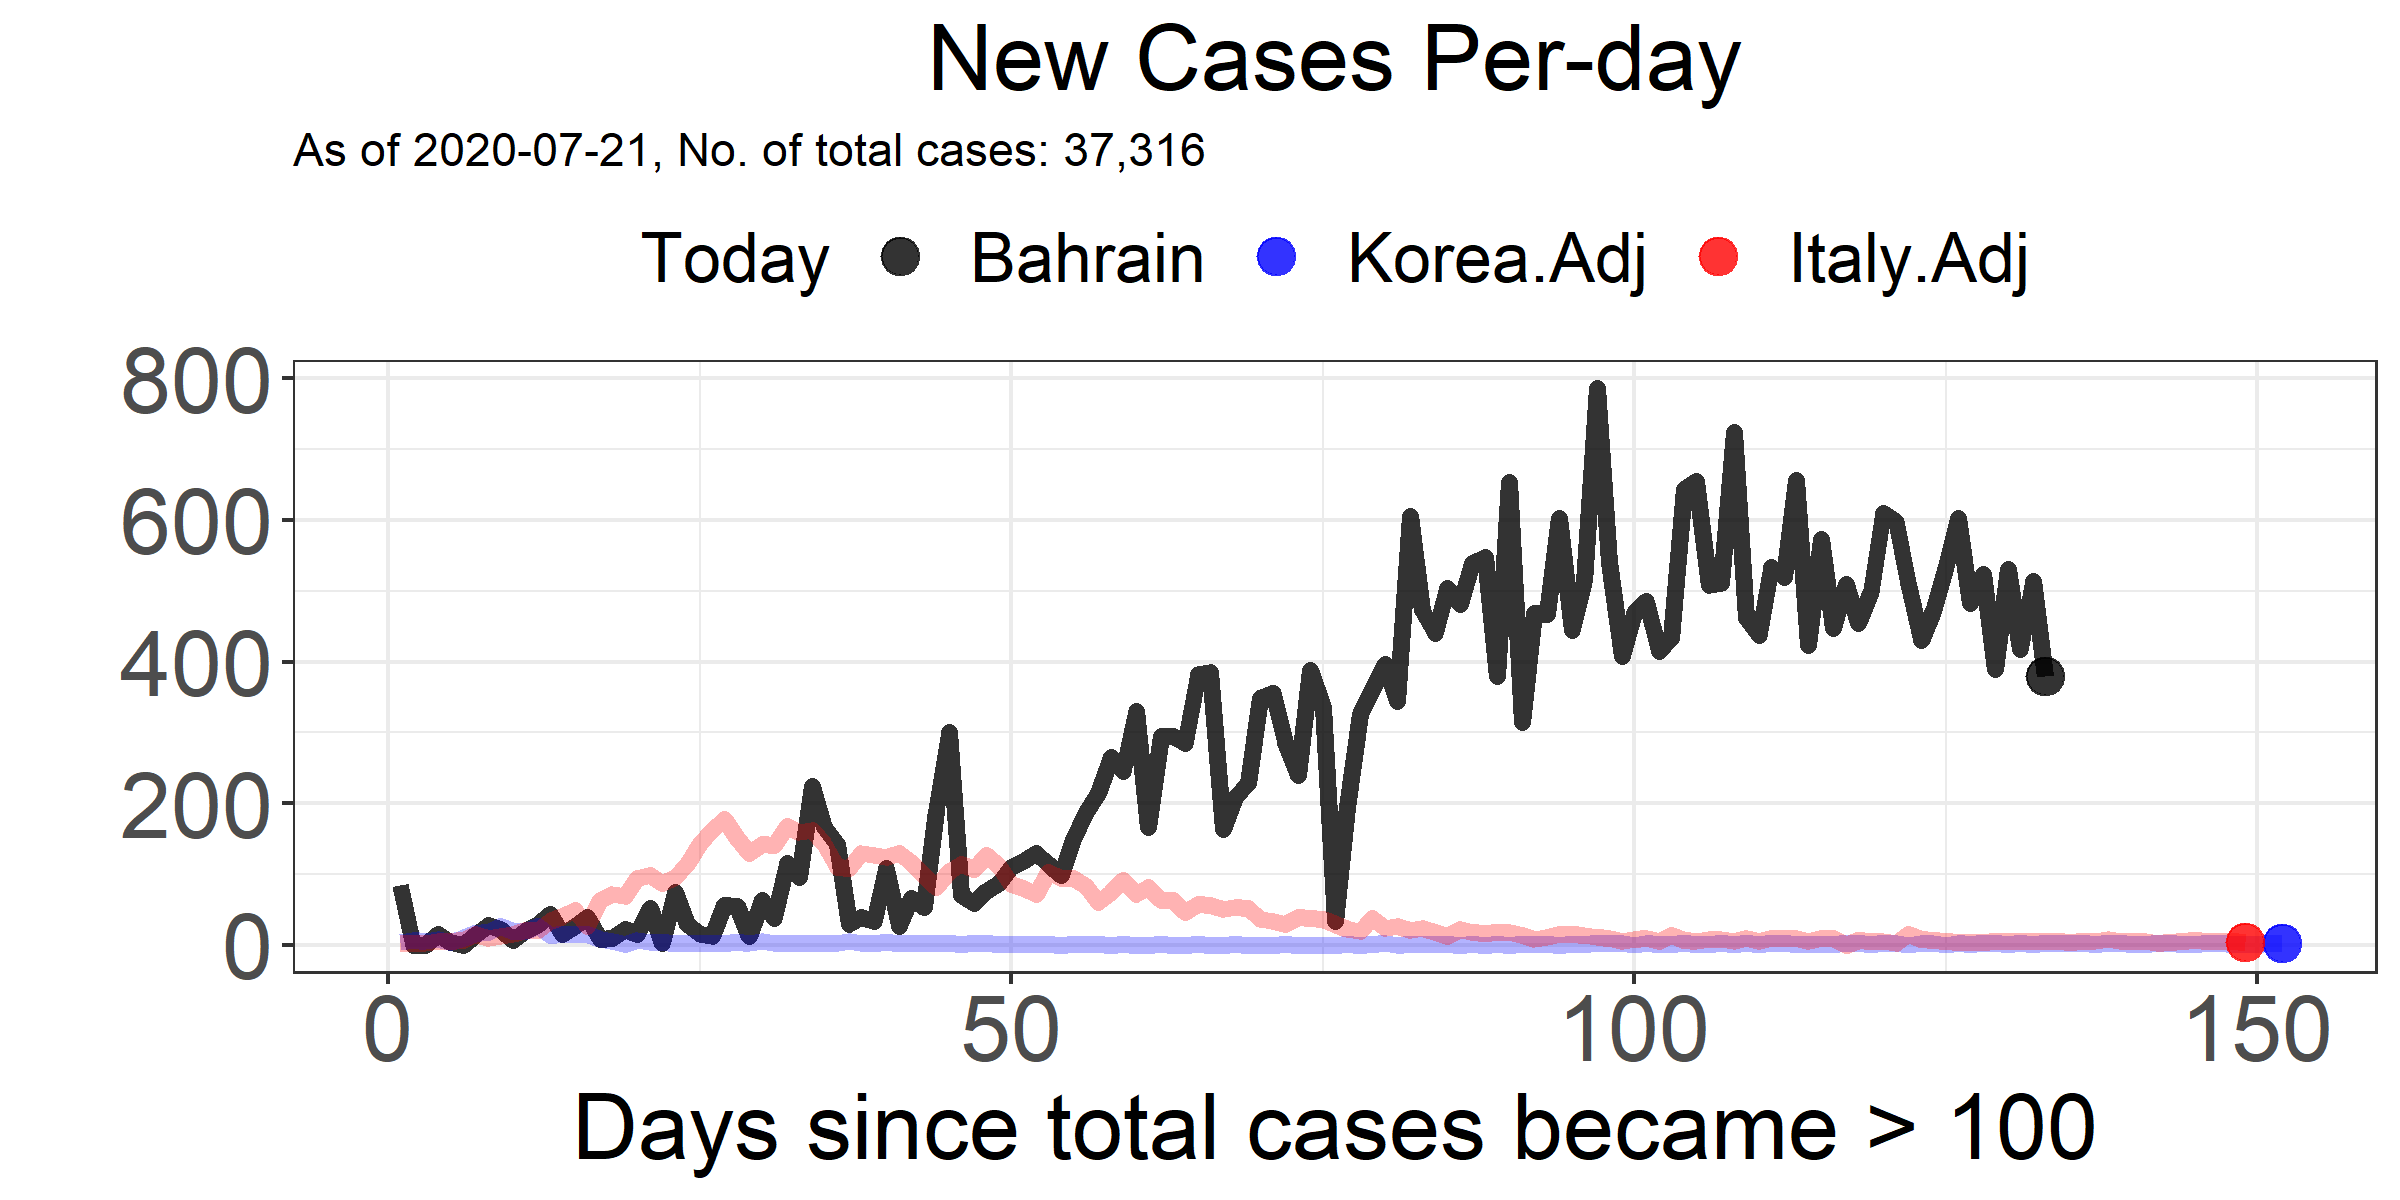 New Cases Per-day
As of 2020-07-21, No. of total cases: 37,316
Today Bahrain Korea.Adj Italy.Adj
800
600
400
200
0
0 50 100 150
Days since total cases became > 100